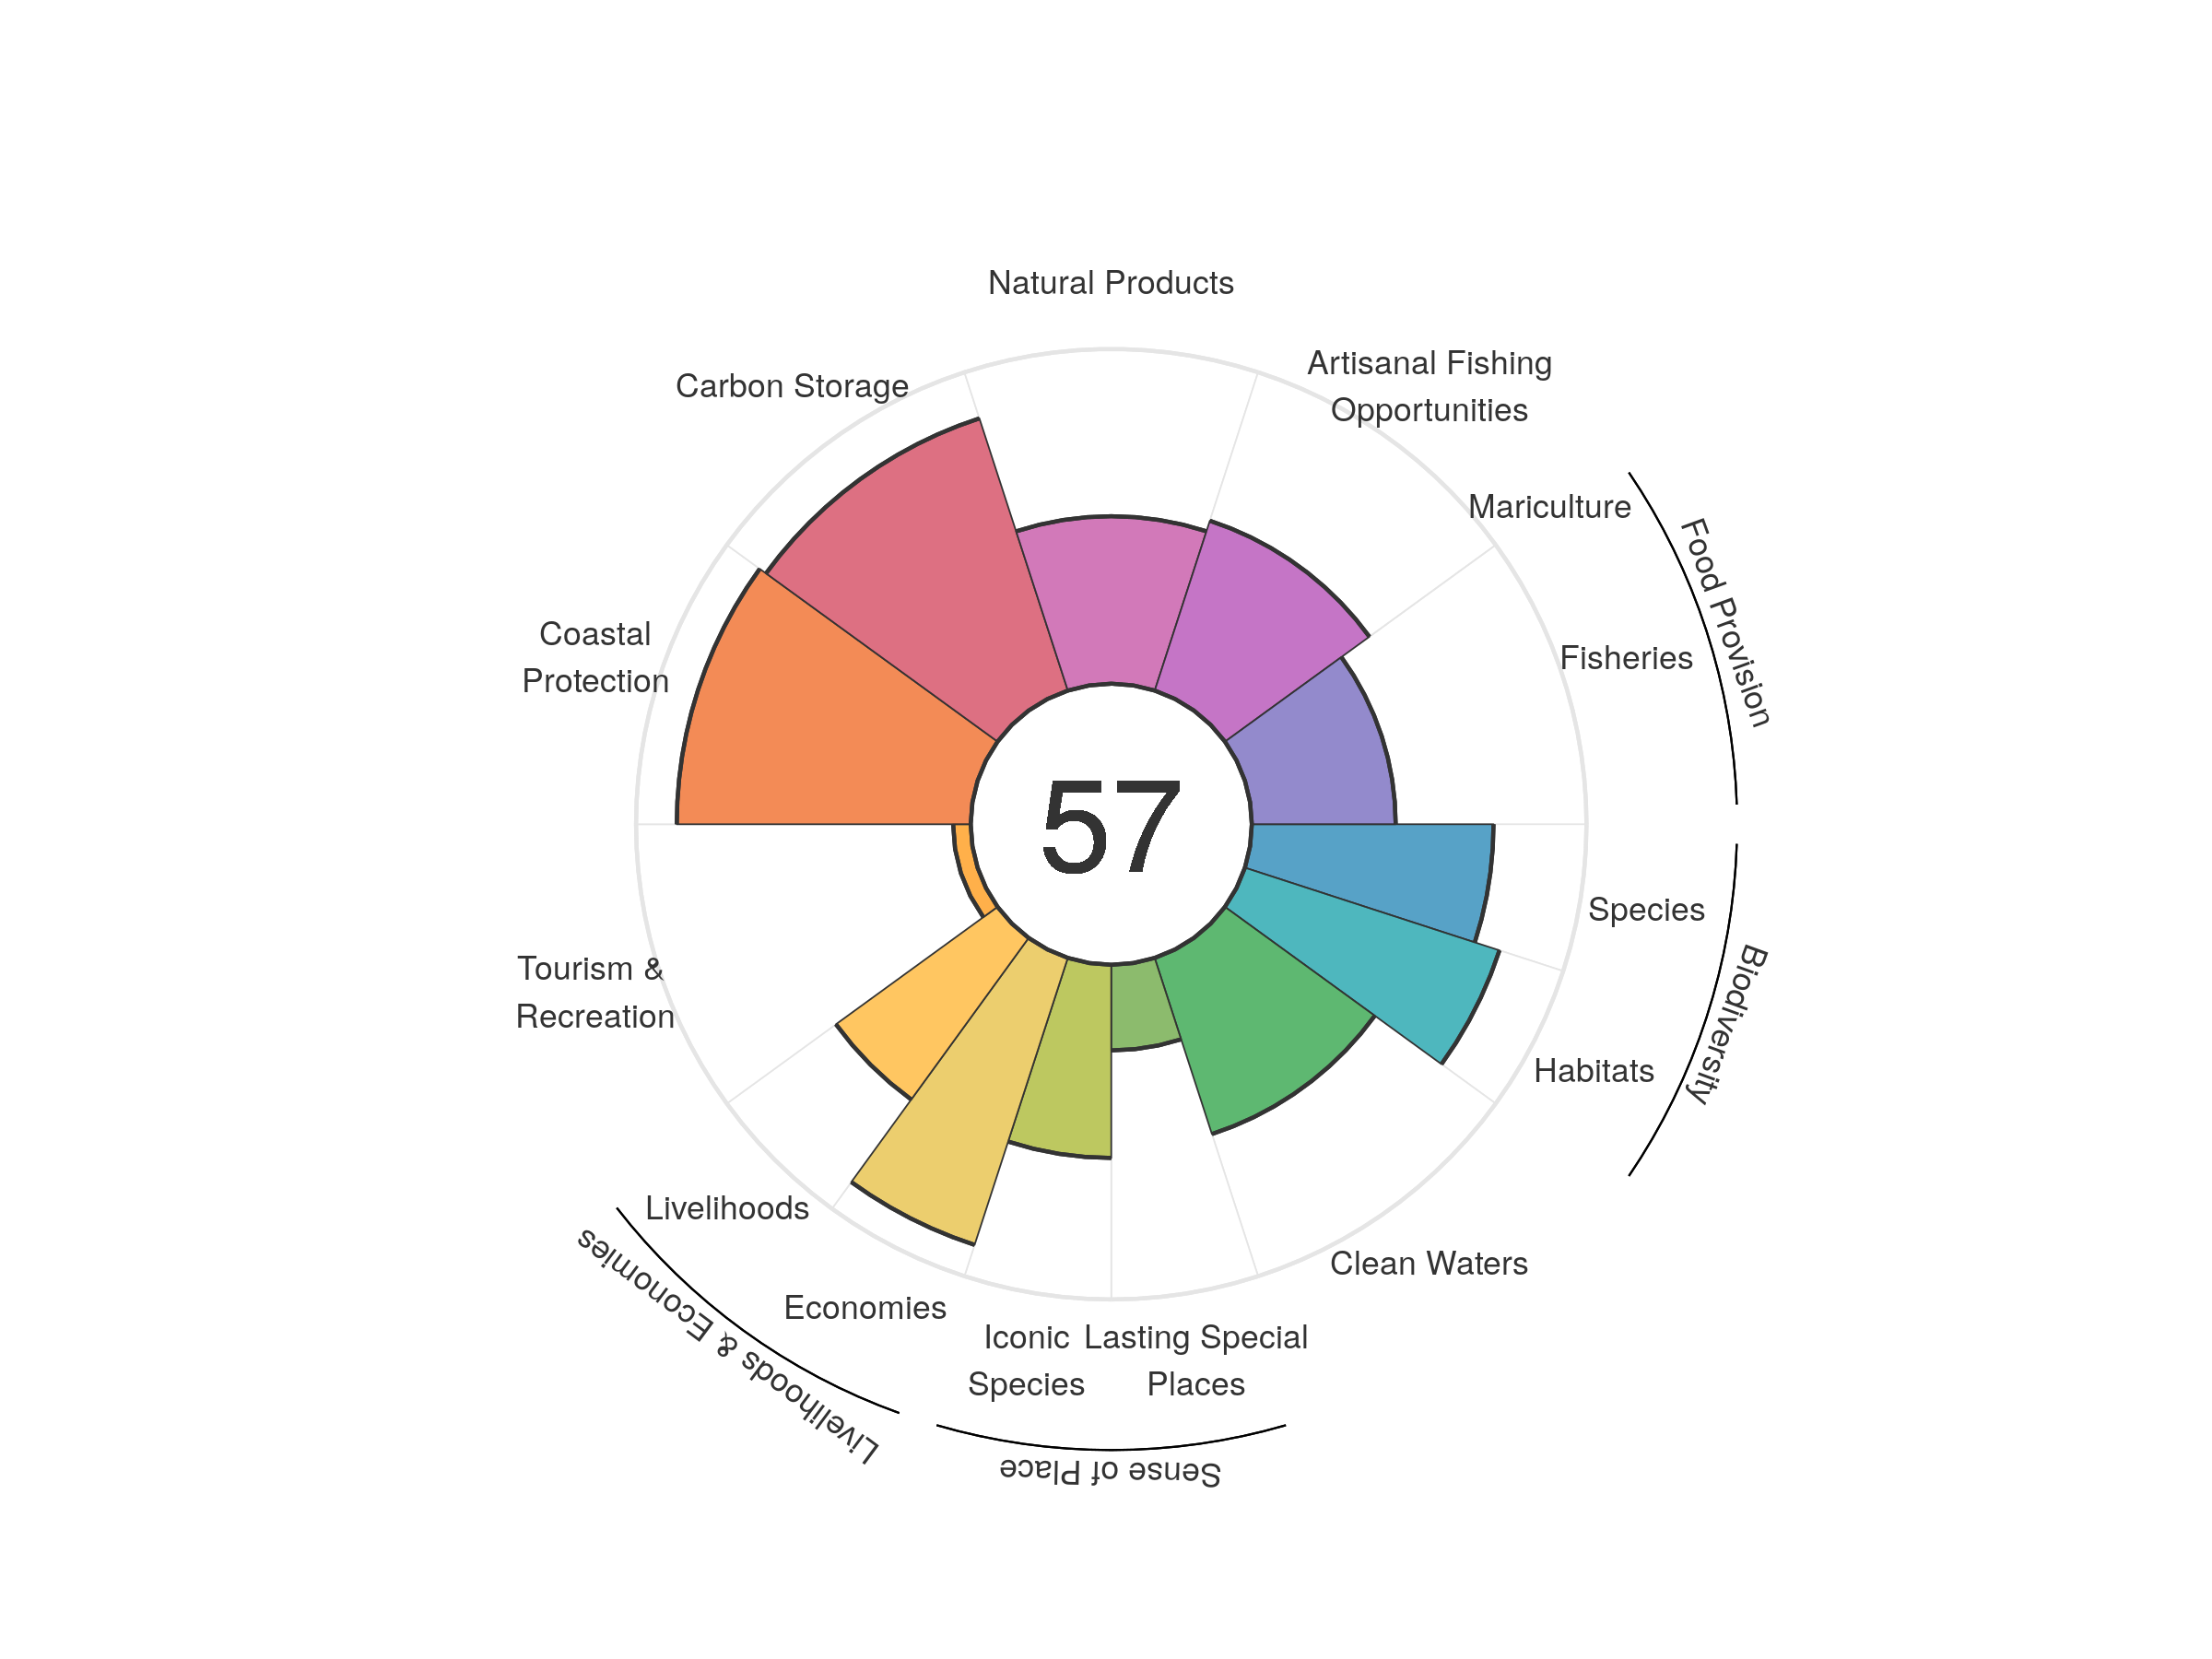 Natural Products
Artisanal Fishing
Opportunities
Carbon Storage
Mariculture
Food Provision
Fisheries
Coastal
Protection
57
Species
Biodiversity
Tourism &
Recreation
Habitats
Livelihoods
Clean Waters
Livelihoods & Economies
Economies
Iconic
Species
Lasting Special
Places
Sense of Place